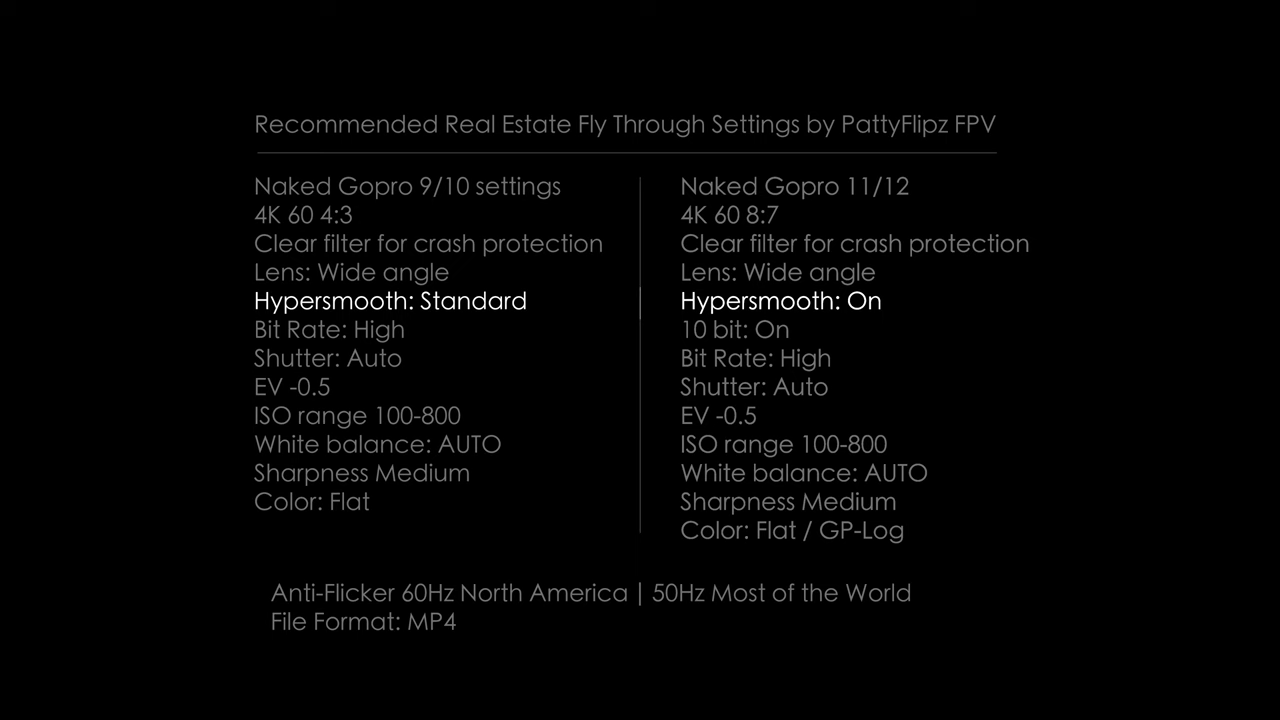 Recommended Real Estate Fly Through Settings by PattyFlipz FPV
Naked Gopro 9/10 settings
4K 60 4:3
Clear filter for crash protection
Lens: Wide angle
Hypersmooth: Standard
Bit Rate: High
Shutter: Auto
EV -0.5
ISO range 100-800
White balance: AUTO
Sharpness Medium
Color: Flat
Naked Gopro 11/12
4K 60 8:7
Clear filter for crash protection
Lens: Wide angle
Hypersmooth: On
10 bit: On
Bit Rate: High
Shutter: Auto
EV -0.5
ISO range 100-800
White balance: AUTO
Sharpness Medium
Color: Flat / GP-Log
Anti-Flicker 60Hz North America | 50Hz Most of the World
File Format: MP4